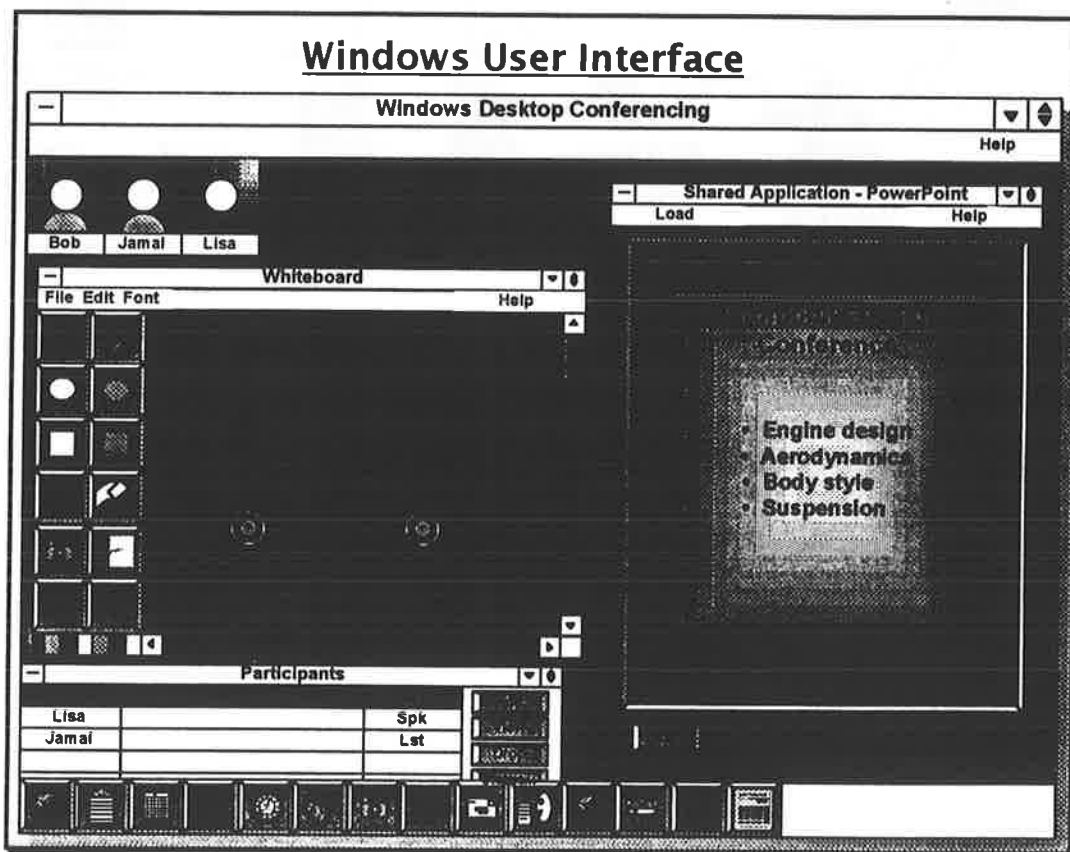 Windows User Interface
Windows Desktop Conferencing
Help
Bob Jamal Lisa
Shared Application - PowerPoint
Load Help
Whiteboard
File Edit Font Help
Conference
• Engine design
• Aerodynamics
• Body style
• Suspension
Participants
Lisa Spk
Jamal Lst